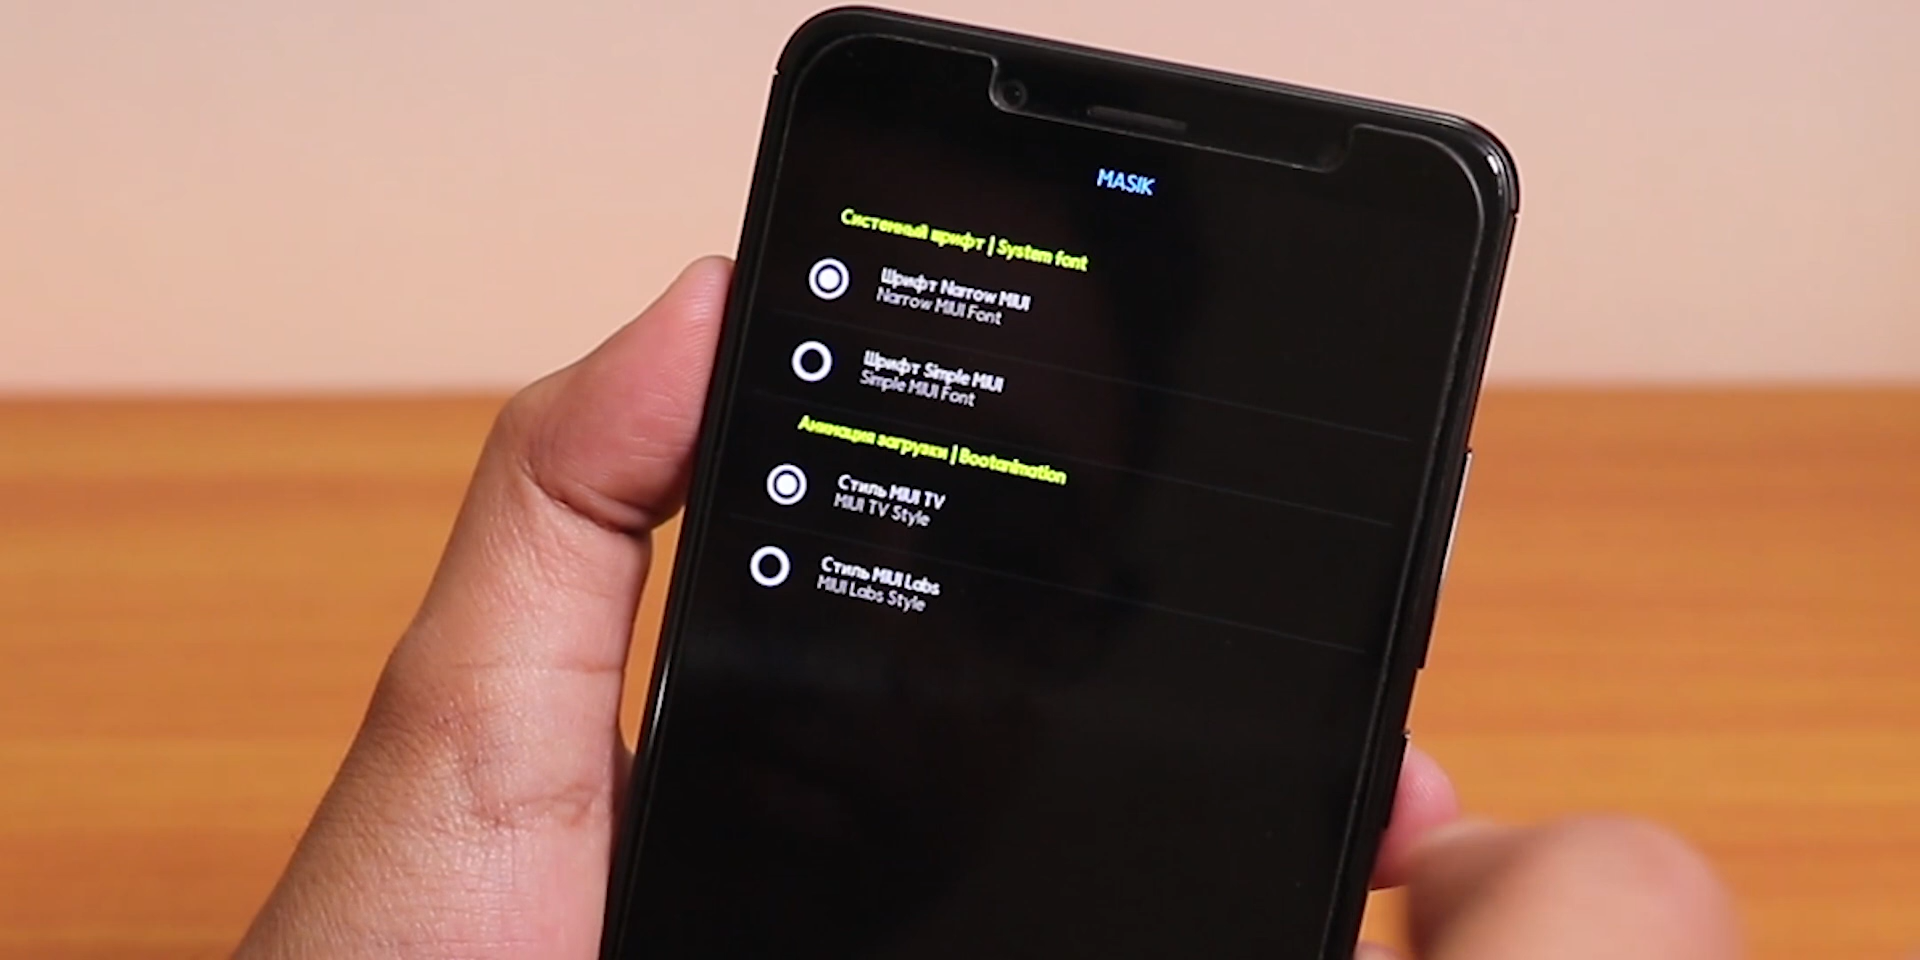 MASIK
Системный шрифт | System font
Шрифт Narrow MIUI
Narrow MIUI Font
Шрифт Simple MIUI
Simple MIUI Font
Анимация загрузки | Bootanimation
Стиль MIUI TV
MIUI TV Style
Стиль MIUI Labs
MIUI Labs Style